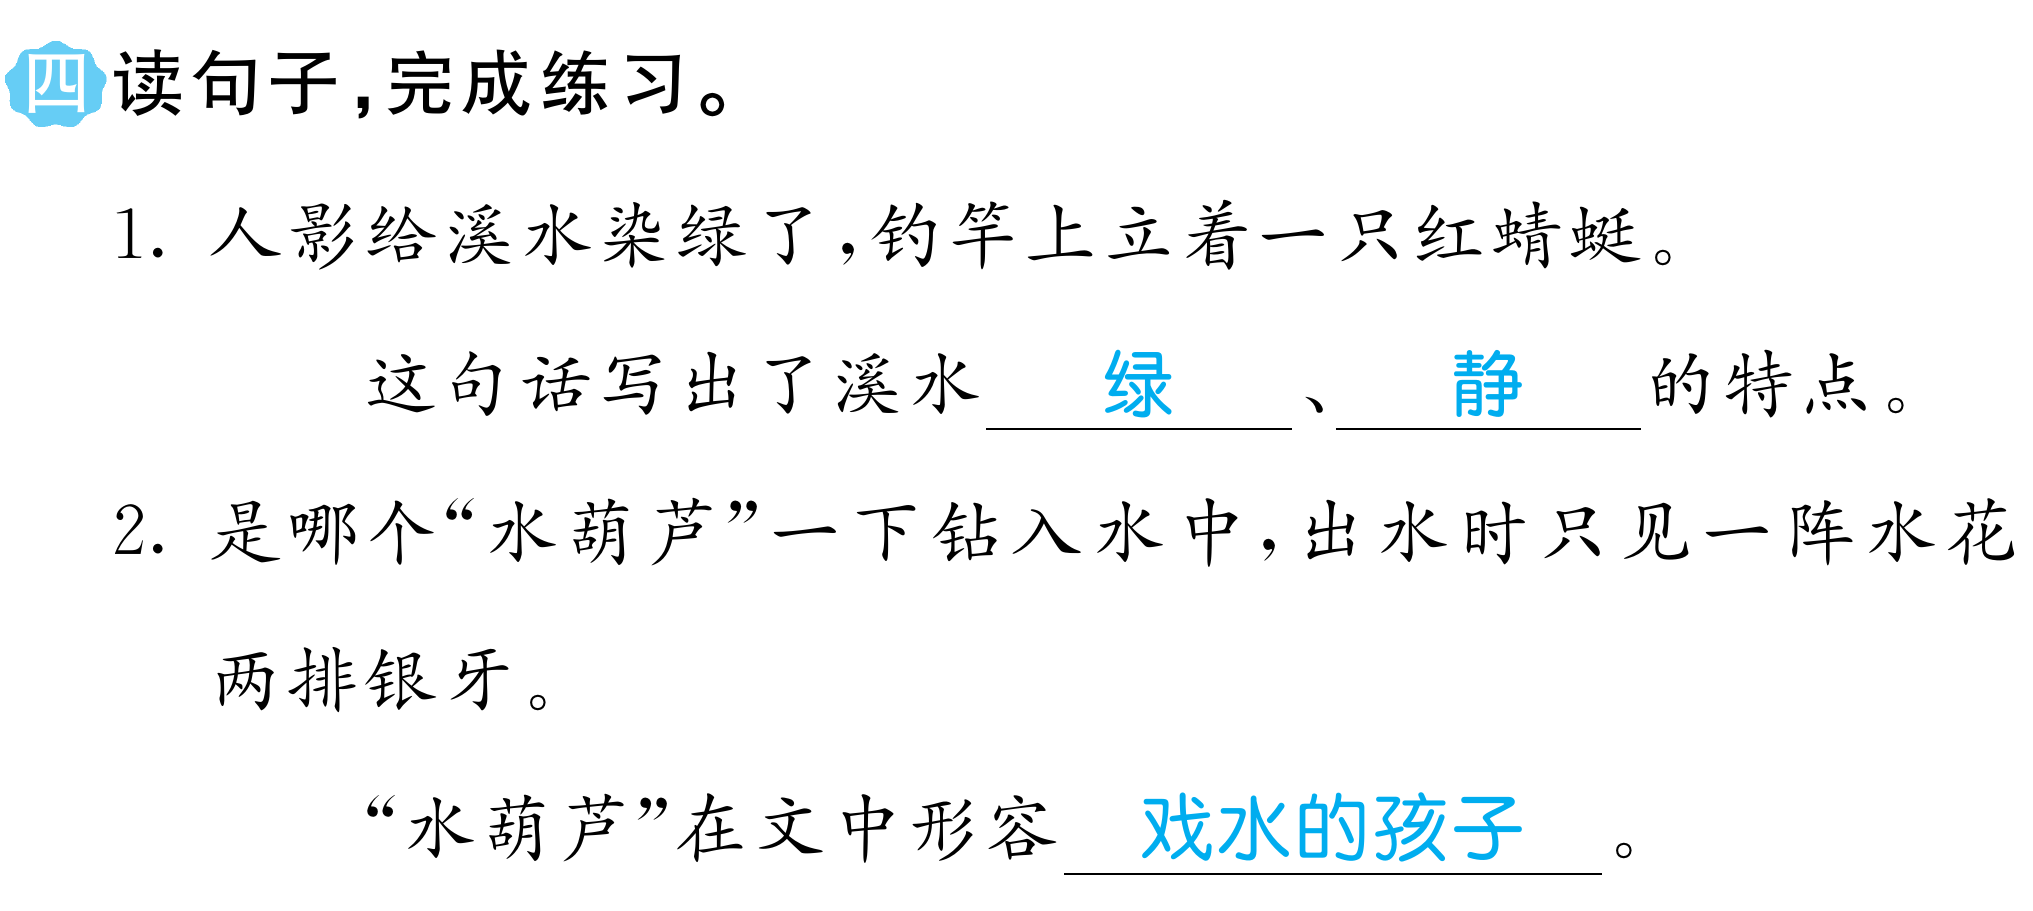 四 读句子,完成练习。
1. 人影给溪水染绿了,钓竿上立着一只红蜻蜓。
这句话写出了溪水 绿 、 静 的特点。
2. 是哪个“水葫芦”一下钻入水中,出水时只见一阵水花
两排银牙。
“水葫芦”在文中形容 戏水的孩子 。